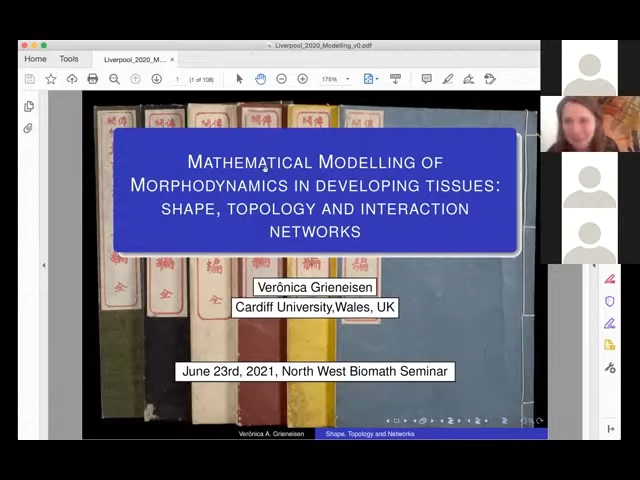 Liverpool_2020_Modelling_v0.pdf
Home
Tools
Liverpool_2020_M...
×
1
(1 of 108)
175%
MATHEMATICAL MODELLING OF
MORPHODYNAMICS IN DEVELOPING TISSUES:
SHAPE, TOPOLOGY AND INTERACTION
NETWORKS
Verônica Grieneisen
Cardiff University,Wales, UK
June 23rd, 2021, North West Biomath Seminar
Verônica A. Grieneisen
Shape, Topology and Networks